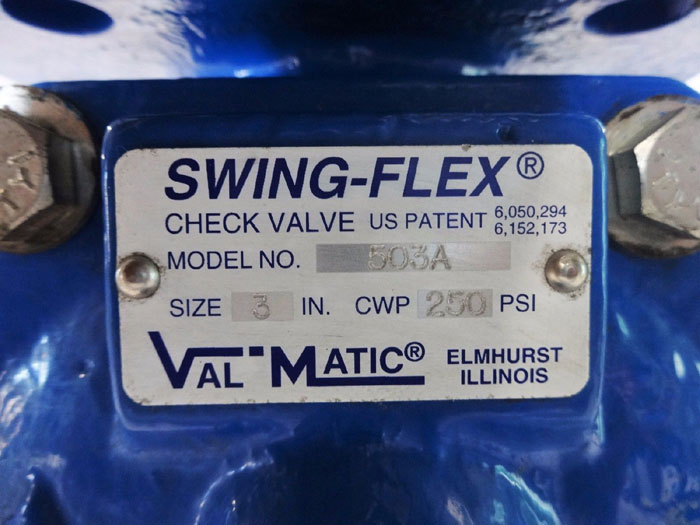 SWING-FLEX®
CHECK VALVE US PATENT 6,050,294
6,152,173
MODEL NO. 503A
SIZE 3 IN. CWP 250 PSI
VAL-MATIC® ELMHURST
ILLINOIS